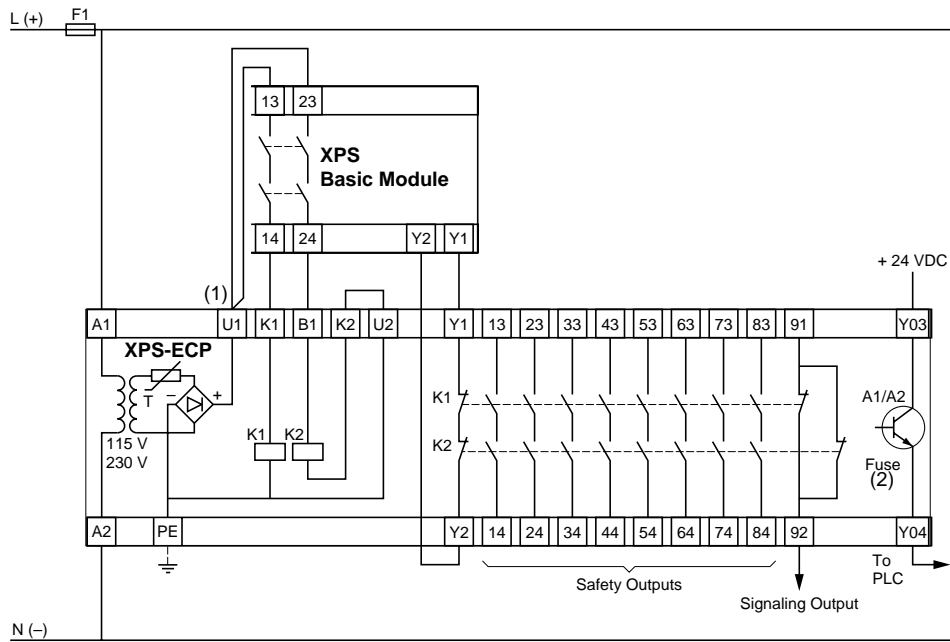 F1
L (+)
13 23
XPS
Basic Module
14 24 Y2 Y1
+ 24 VDC
(1)
A1 U1 K1 B1 K2 U2 Y1 13 23 33 43 53 63 73 83 91 Y03
XPS-ECP
– +
T
K1
A1/A2
115 V
230 V
K1 K2
K2
Fuse
(2)
A2 PE Y2 14 24 34 44 54 64 74 84 92 Y04
To
PLC
Safety Outputs
Signaling Output
N (–)